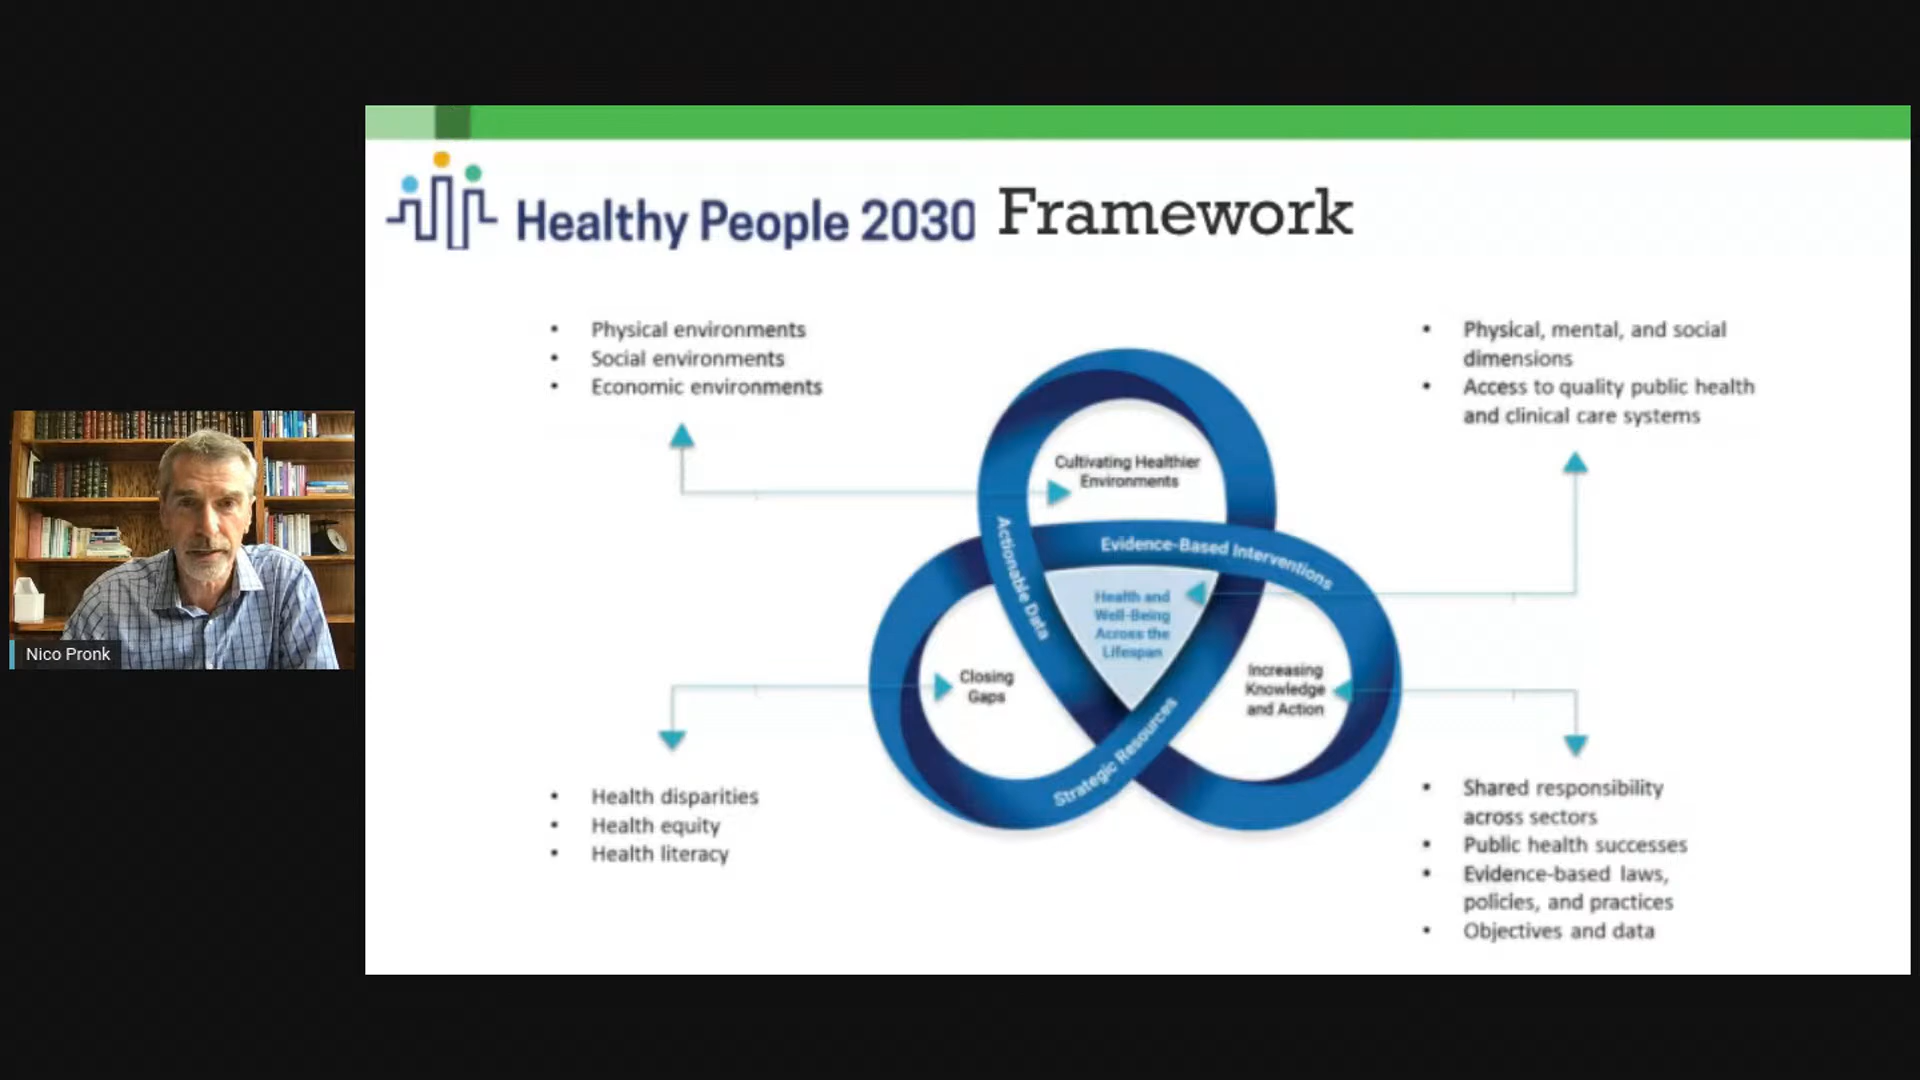 Healthy People 2030 Framework
• Physical environments
• Social environments
• Economic environments
• Physical, mental, and social
dimensions
• Access to quality public health
and clinical care systems
Cultivating Healthier
Environments
Actionable Data
Evidence-Based Interventions
Health and
Well-Being
Across the
Lifespan
Closing
Gaps
Increasing
Knowledge
and Action
Strategic Resources
• Health disparities
• Health equity
• Health literacy
• Shared responsibility
across sectors
• Public health successes
• Evidence-based laws,
policies, and practices
• Objectives and data
Nico Pronk